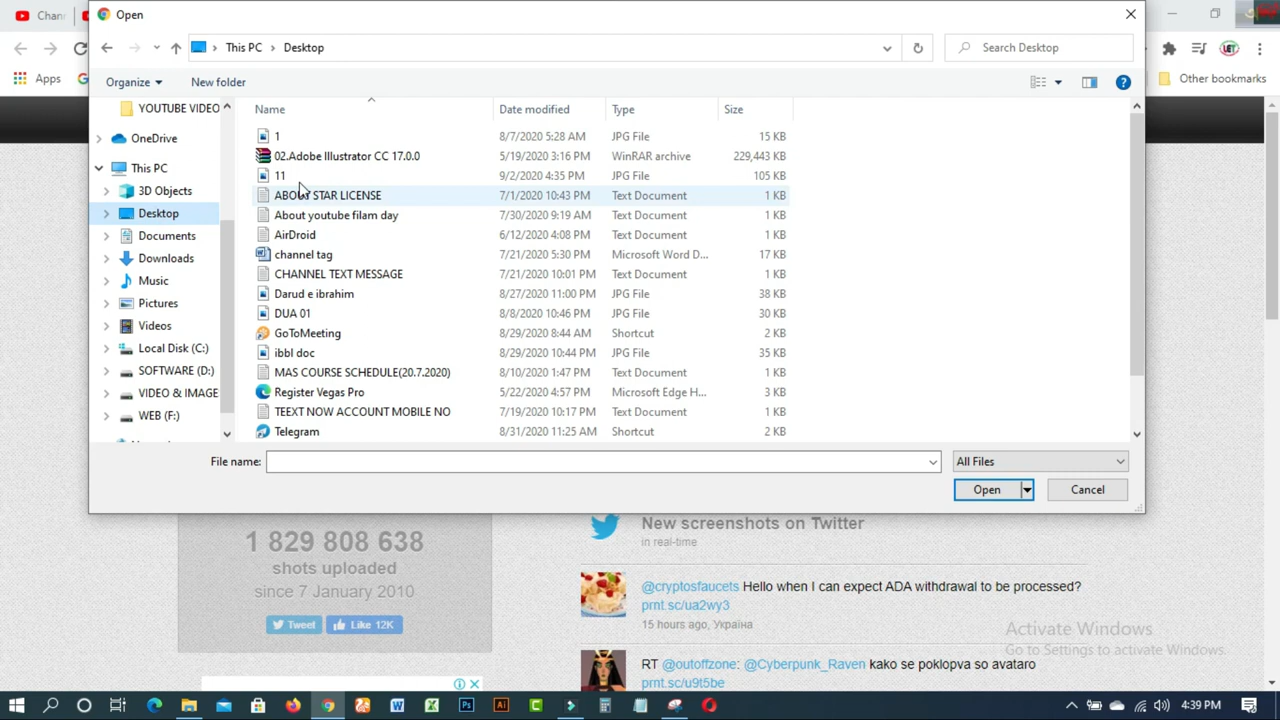 Chan
Open
This PC
Desktop
Search Desktop
Apps
Other bookmarks
Organize
New folder
YOUTUBE VIDEO
OneDrive
This PC
3D Objects
Desktop
Documents
Downloads
Music
Pictures
Videos
Local Disk (C:)
SOFTWARE (D:)
VIDEO & IMAGE
WEB (F:)
Name Date modified Type Size
1 8/7/2020 5:28 AM JPG File 15 KB
02.Adobe Illustrator CC 17.0.0 5/19/2020 3:16 PM WinRAR archive 229,443 KB
11 9/2/2020 4:35 PM JPG File 105 KB
ABOUT STAR LICENSE 7/1/2020 10:43 PM Text Document 1 KB
About youtube filam day 7/30/2020 9:19 AM Text Document 1 KB
AirDroid 6/12/2020 4:08 PM Text Document 1 KB
channel tag 7/21/2020 5:30 PM Microsoft Word D... 17 KB
CHANNEL TEXT MESSAGE 7/21/2020 10:01 PM Text Document 1 KB
Darud e ibrahim 8/27/2020 11:00 PM JPG File 38 KB
DUA 01 8/8/2020 10:46 PM JPG File 30 KB
GoToMeeting 8/29/2020 8:44 AM Shortcut 2 KB
ibbl doc 8/29/2020 10:44 PM JPG File 35 KB
MAS COURSE SCHEDULE(20.7.2020) 8/10/2020 1:47 PM Text Document 1 KB
Register Vegas Pro 5/22/2020 4:57 PM Microsoft Edge H... 3 KB
TEEXT NOW ACCOUNT MOBILE NO 7/19/2020 10:17 PM Text Document 1 KB
Telegram 8/31/2020 11:25 AM Shortcut 2 KB
File name: All Files
Open Cancel
1 829 808 638
shots uploaded
since 7 January 2010
Tweet Like 12K
New screenshots on Twitter
in real-time
@cryptosfaucets Hello when I can expect ADA withdrawal to be processed?
prnt.sc/ua2wy3
15 hours ago, Україна
RT @outoffzone: @Cyberpunk_Raven kako se poklopva so avataro
prnt.sc/u9t5be
Activate Windows
Go to Settings to activate Windows.
4:39 PM